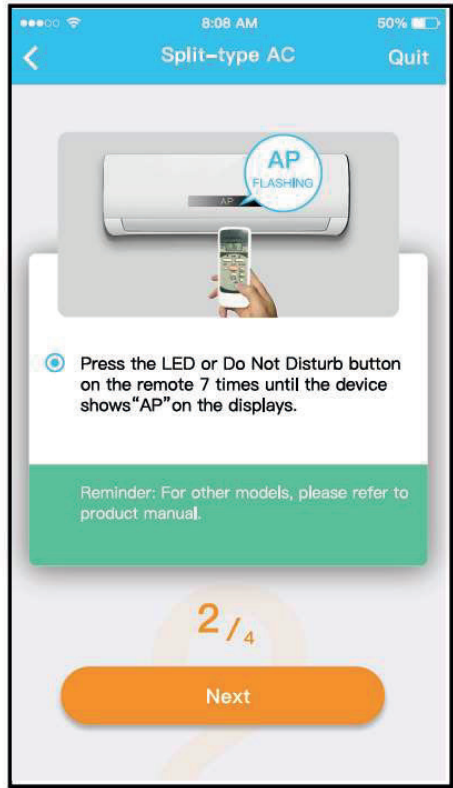 8:08 AM
50%
Split-type AC
Quit
AP
FLASHING
AP
Press the LED or Do Not Disturb button
on the remote 7 times until the device
shows“AP”on the displays.
Reminder: For other models, please refer to
product manual.
2/4
Next